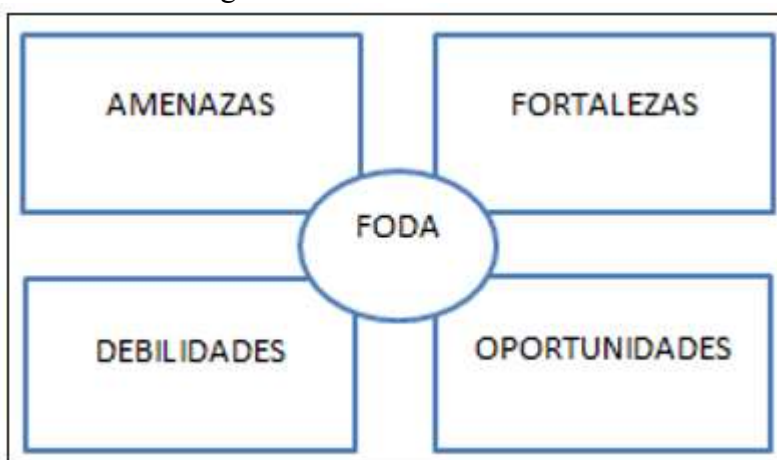 AMENAZAS
FORTALEZAS
FODA
DEBILIDADES
OPORTUNIDADES